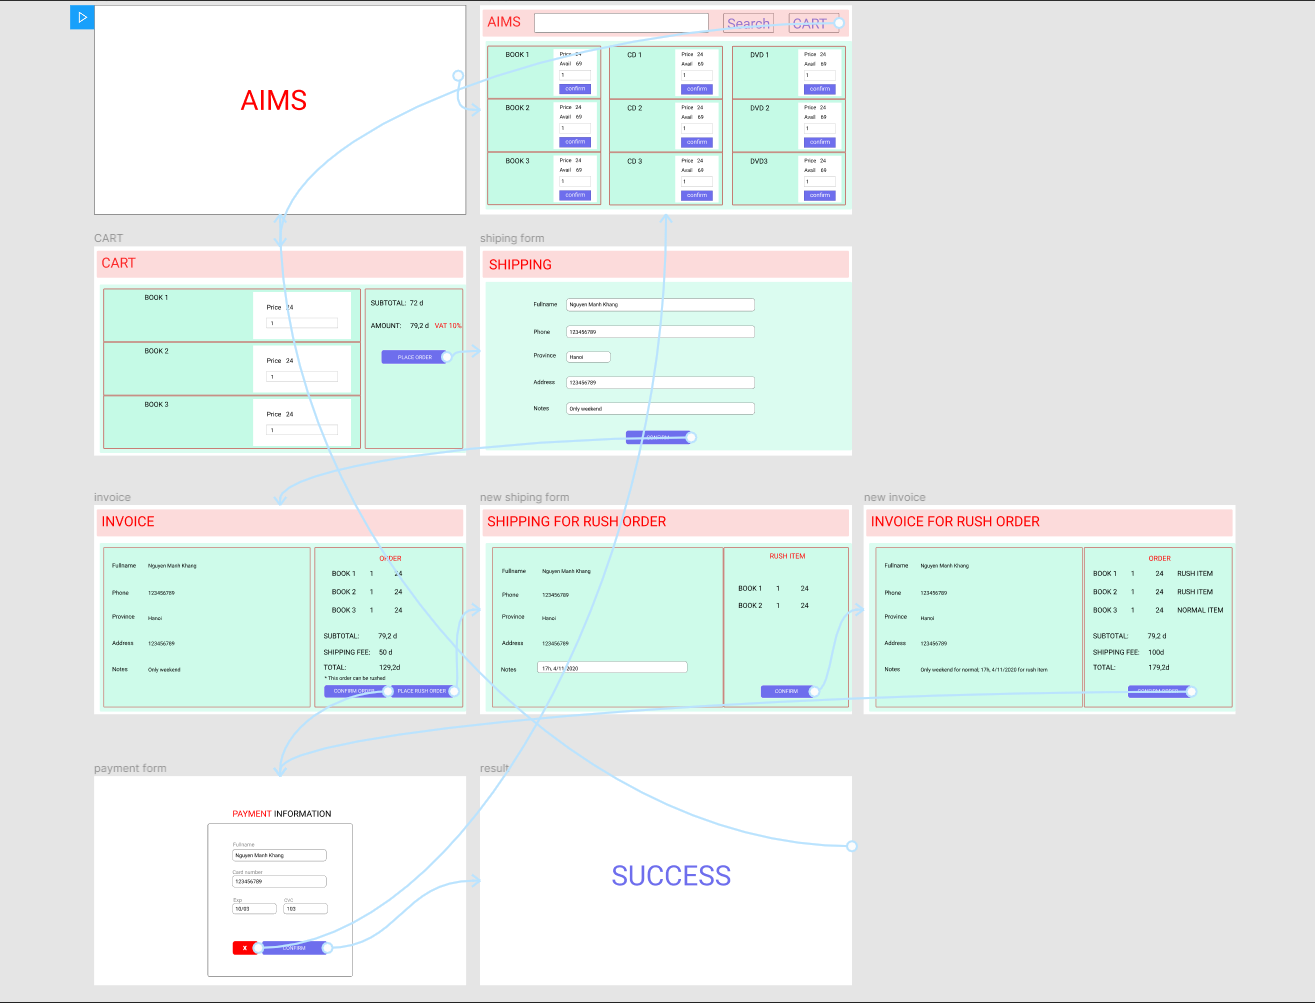 AIMS
AIMS
Search
CART
BOOK 1
Price 24
Avail 69
1
confirm
CD 1
Price 24
Avail 69
1
confirm
DVD 1
Price 24
Avail 69
1
confirm
BOOK 2
Price 24
Avail 69
1
confirm
CD 2
Price 24
Avail 69
1
confirm
DVD 2
Price 24
Avail 69
1
confirm
BOOK 3
Price 24
Avail 69
1
confirm
CD 3
Price 24
Avail 69
1
confirm
DVD3
Price 24
Avail 69
1
confirm
CART
CART
BOOK 1
Price 24
1
BOOK 2
Price 24
1
BOOK 3
Price 24
1
SUBTOTAL: 72 d
AMOUNT: 79,2 d VAT 10%
PLACE ORDER
shiping form
SHIPPING
Fullname Nguyen Manh Khang
Phone 123456789
Province Hanoi
Address 123456789
Notes Only weekend
CONFIRM
invoice
INVOICE
Fullname Nguyen Manh Khang
Phone 123456789
Province Hanoi
Address 123456789
Notes Only weekend
ORDER
BOOK 1 1 24
BOOK 2 1 24
BOOK 3 1 24
SUBTOTAL: 79,2 d
SHIPPING FEE: 50 d
TOTAL: 129,2d
* This order can be rushed
CONFIRM ORDER
PLACE RUSH ORDER
new shiping form
SHIPPING FOR RUSH ORDER
Fullname Nguyen Manh Khang
Phone 123456789
Province Hanoi
Address 123456789
Notes 17h, 4/11/2020
RUSH ITEM
BOOK 1 1 24
BOOK 2 1 24
CONFIRM
new invoice
INVOICE FOR RUSH ORDER
Fullname Nguyen Manh Khang
Phone 123456789
Province Hanoi
Address 123456789
Notes Only weekend for normal, 17h, 4/11/2020 for rush item
ORDER
BOOK 1 1 24 RUSH ITEM
BOOK 2 1 24 RUSH ITEM
BOOK 3 1 24 NORMAL ITEM
SUBTOTAL: 79,2 d
SHIPPING FEE: 100d
TOTAL: 179,2d
CONFIRM ORDER
payment form
PAYMENT INFORMATION
Fullname
Nguyen Manh Khang
Card number
123456789
Exp CVC
10/03 103
X CONFIRM
result
SUCCESS